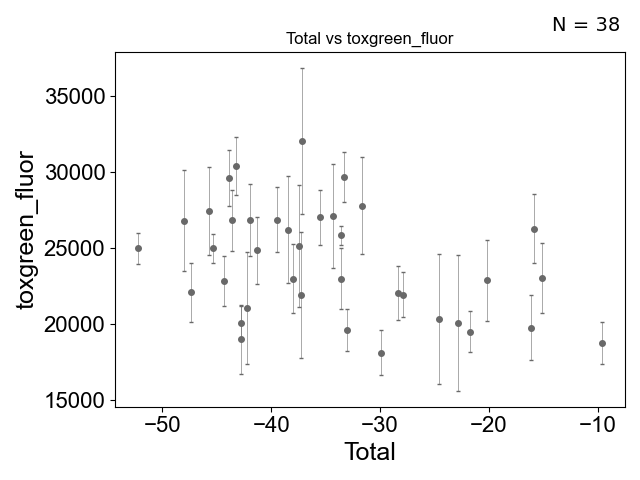 N = 38
Total vs toxgreen_fluor
35000
30000
25000
20000
15000
toxgreen_fluor
−50 −40 −30 −20 −10
Total